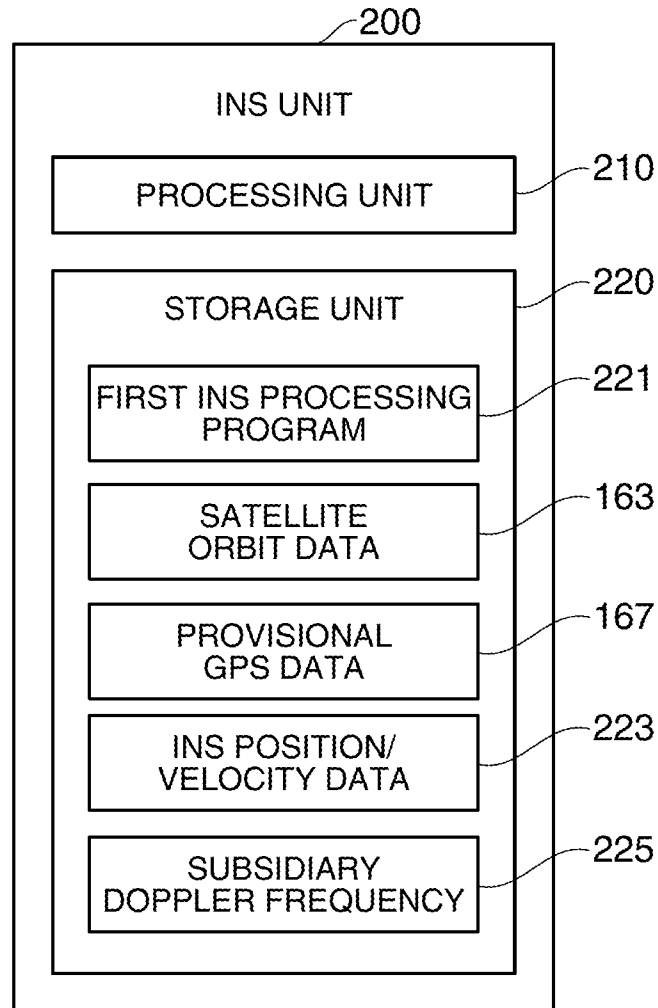 200
INS UNIT
PROCESSING UNIT
210
STORAGE UNIT
220
FIRST INS PROCESSING
PROGRAM
221
SATELLITE
ORBIT DATA
163
PROVISIONAL
GPS DATA
167
INS POSITION/
VELOCITY DATA
223
SUBSIDIARY
DOPPLER FREQUENCY
225